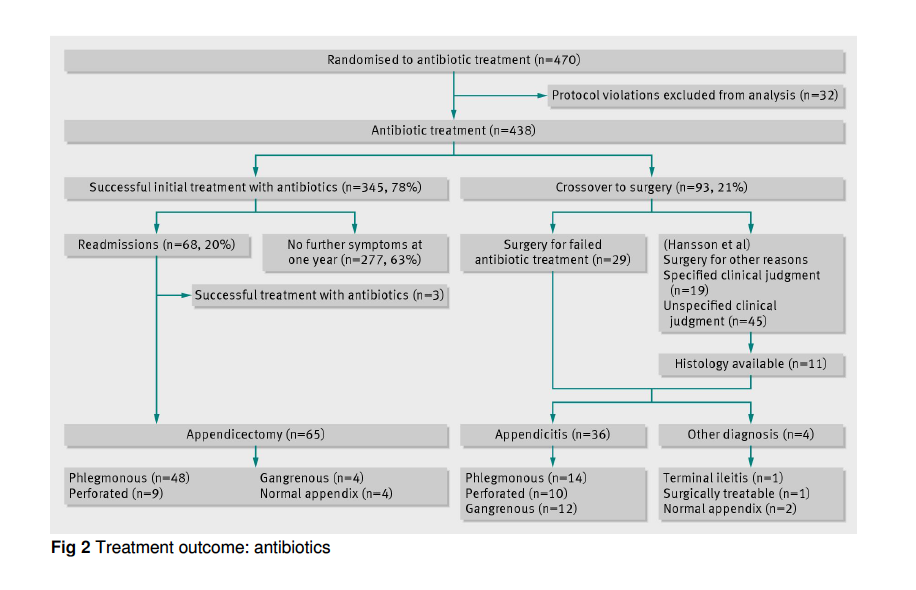 Randomised to antibiotic treatment (n=470)
Protocol violations excluded from analysis (n=32)
Antibiotic treatment (n=438)
Successful initial treatment with antibiotics (n=345, 78%)
Crossover to surgery (n=93, 21%)
Readmissions (n=68, 20%)
No further symptoms at
one year (n=277, 63%)
Surgery for failed
antibiotic treatment (n=29)
(Hansson et al)
Surgery for other reasons
Specified clinical judgment
(n=19)
Unspecified clinical
judgment (n=45)
Successful treatment with antibiotics (n=3)
Histology available (n=11)
Appendicectomy (n=65)
Appendicitis (n=36)
Other diagnosis (n=4)
Phlegmonous (n=48)
Perforated (n=9)
Gangrenous (n=4)
Normal appendix (n=4)
Phlegmonous (n=14)
Perforated (n=10)
Gangrenous (n=12)
Terminal ileitis (n=1)
Surgically treatable (n=1)
Normal appendix (n=2)
Fig 2 Treatment outcome: antibiotics